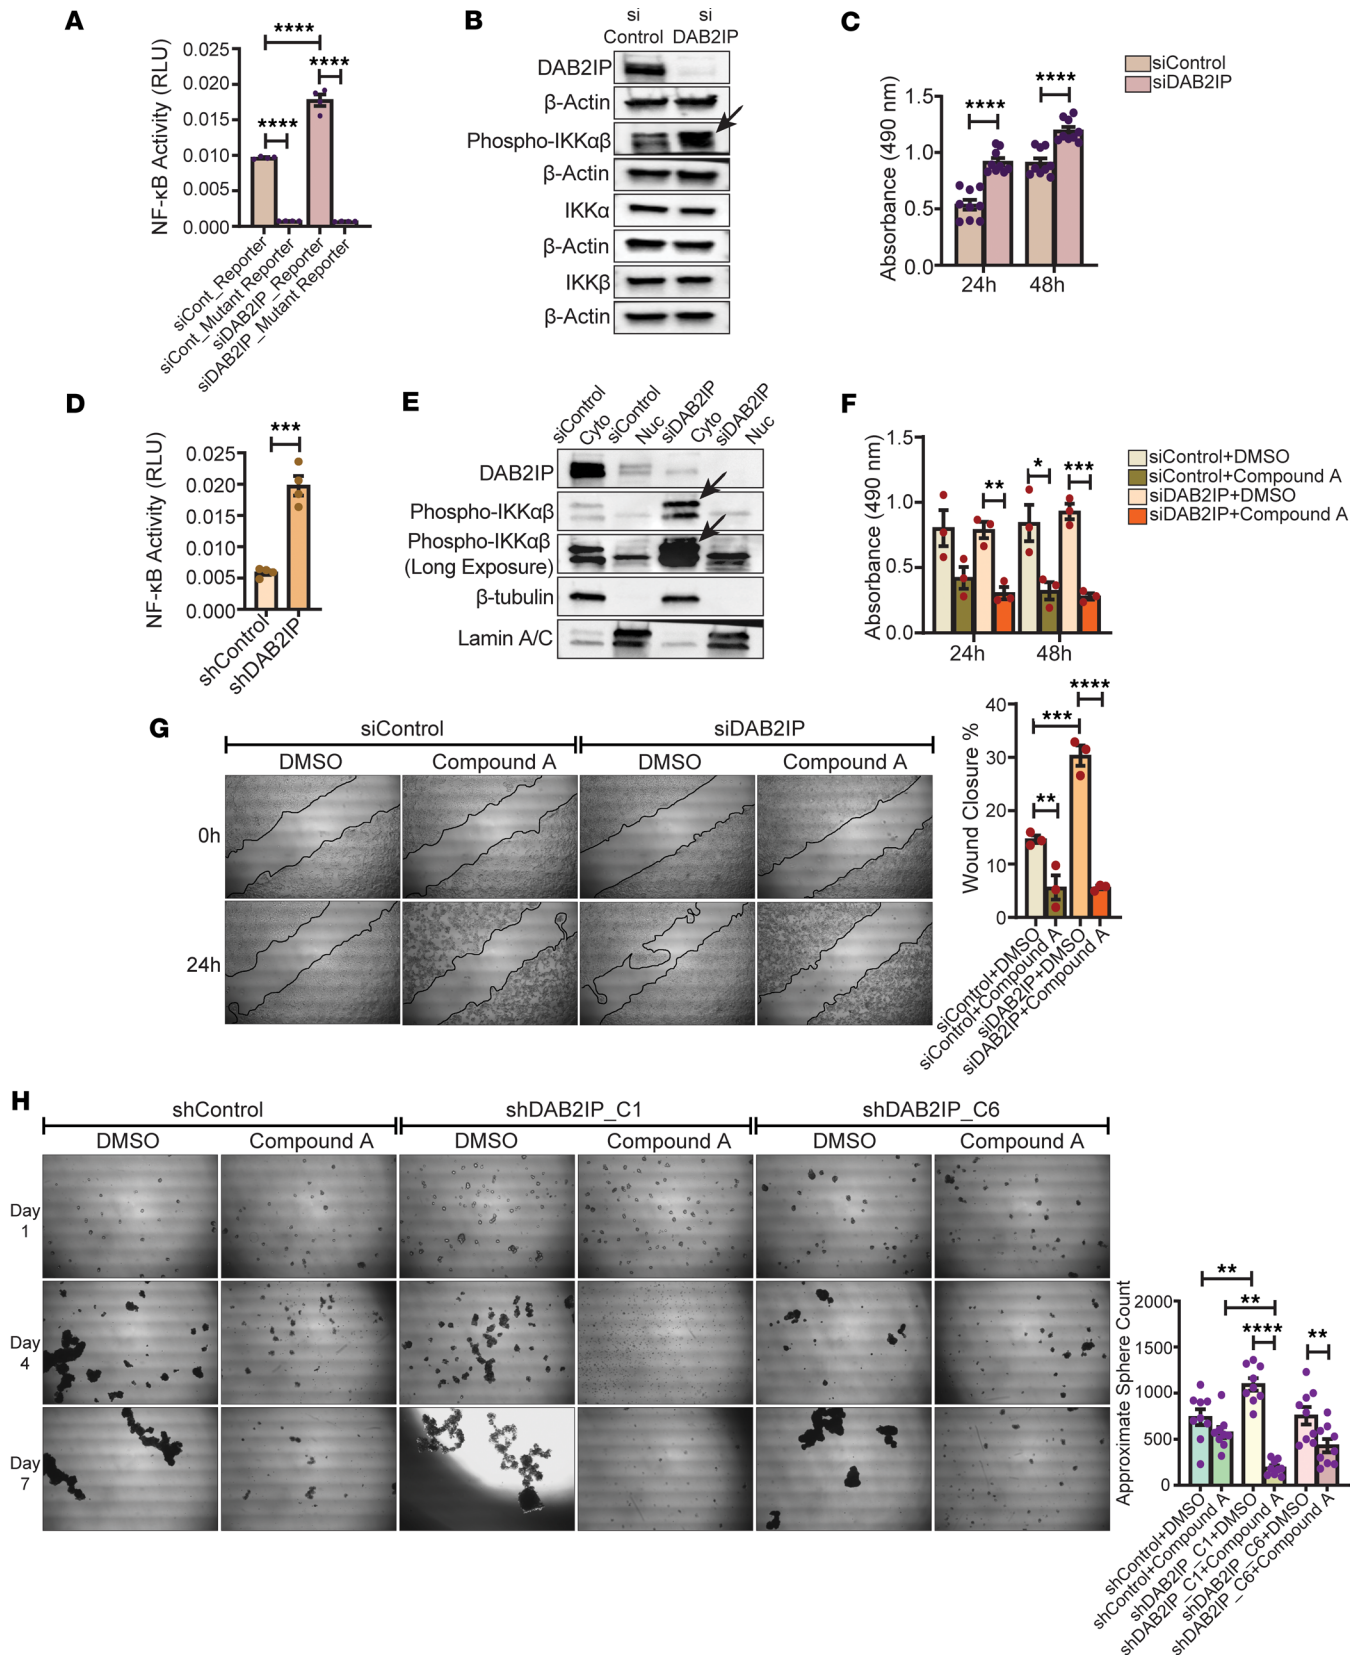 A
NF-κB Activity (RLU)
0.025
0.020
0.015
0.010
0.005
0.000
****
****
****
siCont_Reporter
siCont_Mutant Reporter
siDAB2IP_Reporter
siDAB2IP_Mutant Reporter
B
si
Control
si
DAB2IP
DAB2IP
β-Actin
Phospho-IKKαβ
β-Actin
IKKα
β-Actin
IKKβ
β-Actin
C
Absorbance (490 nm)
1.5
1.0
0.5
0.0
****
****
24h
48h
siControl
siDAB2IP
D
NF-κB Activity (RLU)
0.025
0.020
0.015
0.010
0.005
0.000
***
shControl
shDAB2IP
E
siControl
Cyto
siControl
Nuc
siDAB2IP
Cyto
siDAB2IP
Nuc
DAB2IP
Phospho-IKKαβ
Phospho-IKKαβ
(Long Exposure)
β-tubulin
Lamin A/C
F
Absorbance (490 nm)
1.5
1.0
0.5
0.0
**
*
***
24h
48h
siControl+DMSO
siControl+Compound A
siDAB2IP+DMSO
siDAB2IP+Compound A
G
siControl
siDAB2IP
DMSO
Compound A
DMSO
Compound A
0h
24h
Wound Closure %
40
30
20
10
0
**
***
****
siControl+DMSO
siControl+Compound A
siDAB2IP+DMSO
siDAB2IP+Compound A
H
shControl
shDAB2IP_C1
shDAB2IP_C6
DMSO
Compound A
DMSO
Compound A
DMSO
Compound A
Day
1
Day
4
Day
7
Approximate Sphere Count
2000
1500
1000
500
0
**
**
****
**
shControl+DMSO
shControl+Compound A
shDAB2IP_C1+DMSO
shDAB2IP_C1+Compound A
shDAB2IP_C6+DMSO
shDAB2IP_C6+Compound A